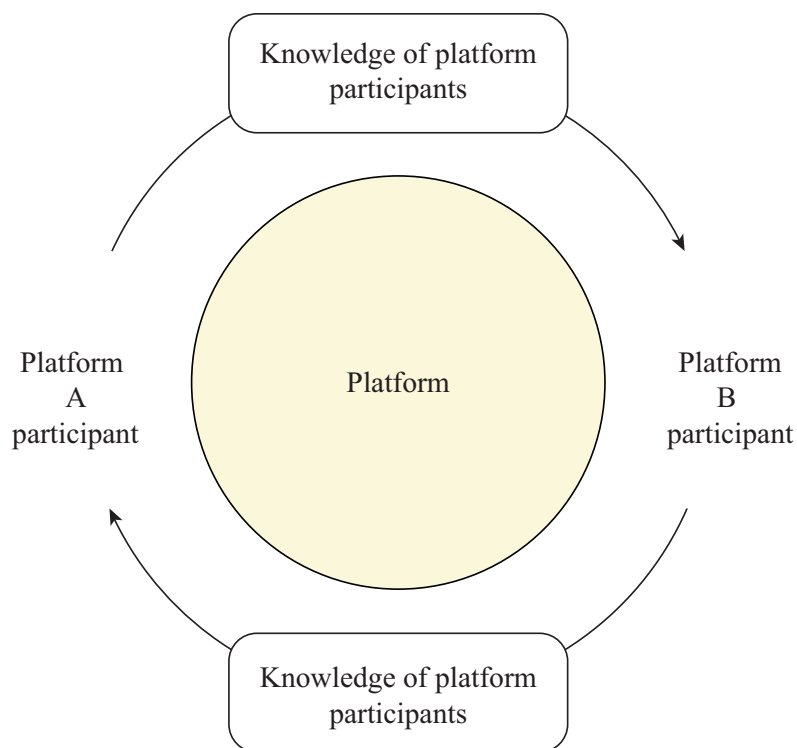 Knowledge of platform
participants
Platform
A
participant
Platform
Platform
B
participant
Knowledge of platform
participants